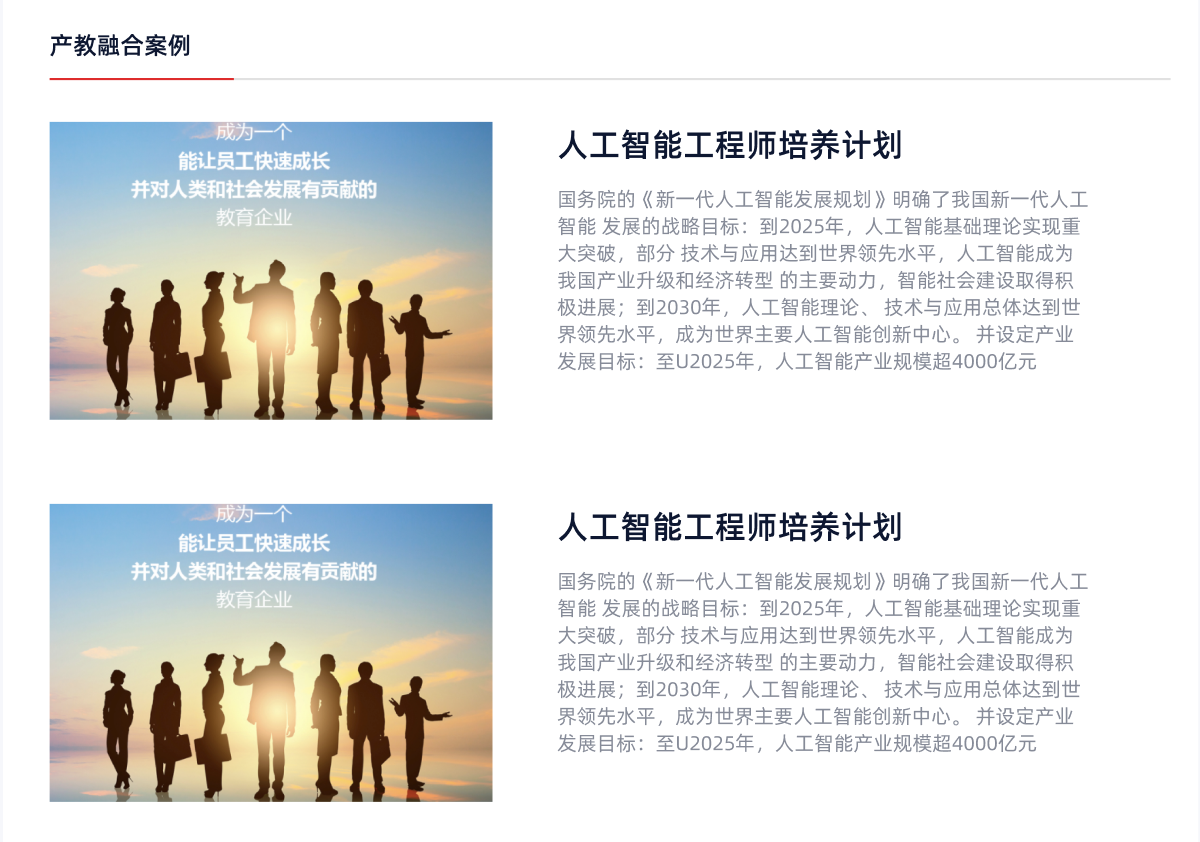 产教融合案例
成为一个
能让员工快速成长
并对人类和社会发展有贡献的
教育企业
人工智能工程师培养计划
国务院的《新一代人工智能发展规划》明确了我国新一代人工
智能 发展的战略目标：到2025年，人工智能基础理论实现重
大突破，部分 技术与应用达到世界领先水平，人工智能成为
我国产业升级和经济转型 的主要动力，智能社会建设取得积
极进展；到2030年，人工智能理论、 技术与应用总体达到世
界领先水平，成为世界主要人工智能创新中心。 并设定产业
发展目标：至U2025年，人工智能产业规模超4000亿元
成为一个
能让员工快速成长
并对人类和社会发展有贡献的
教育企业
人工智能工程师培养计划
国务院的《新一代人工智能发展规划》明确了我国新一代人工
智能 发展的战略目标：到2025年，人工智能基础理论实现重
大突破，部分 技术与应用达到世界领先水平，人工智能成为
我国产业升级和经济转型 的主要动力，智能社会建设取得积
极进展；到2030年，人工智能理论、 技术与应用总体达到世
界领先水平，成为世界主要人工智能创新中心。 并设定产业
发展目标：至U2025年，人工智能产业规模超4000亿元